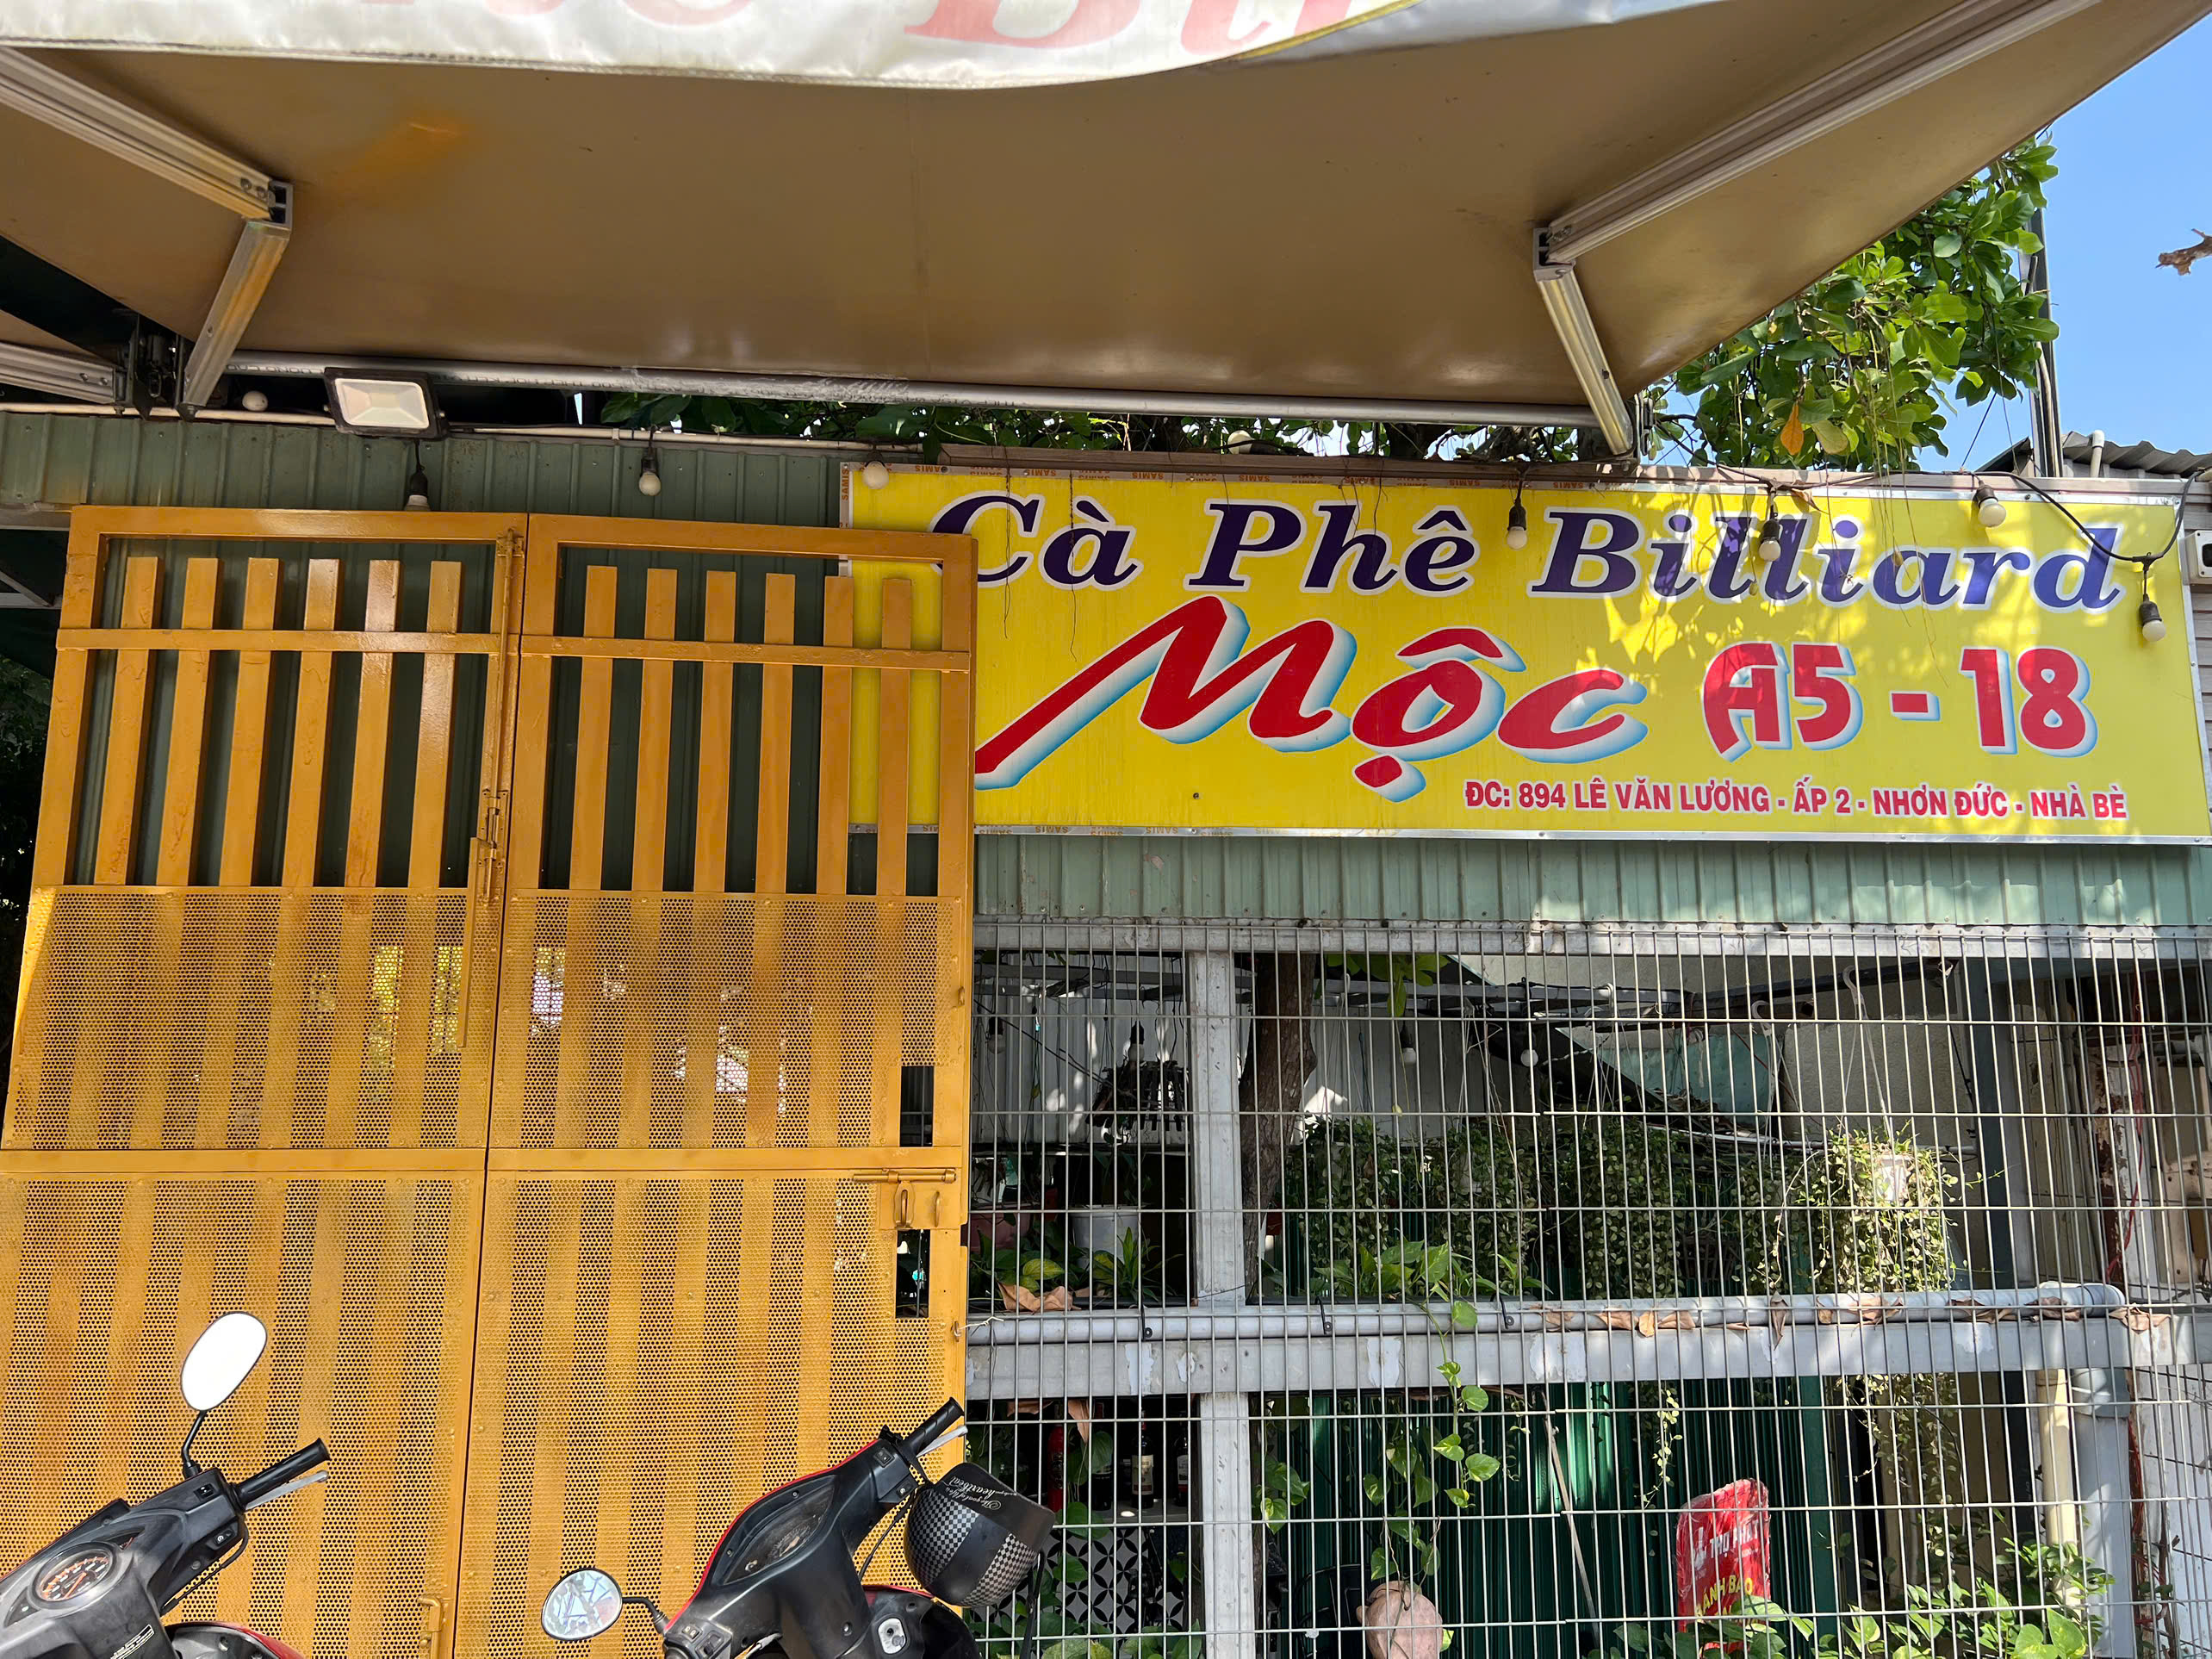 Cà Phê Billiard
Mộc A5 - 18
ĐC: 894 LÊ VĂN LƯƠNG - ẤP 2 - NHƠN ĐỨC - NHÀ BÈ